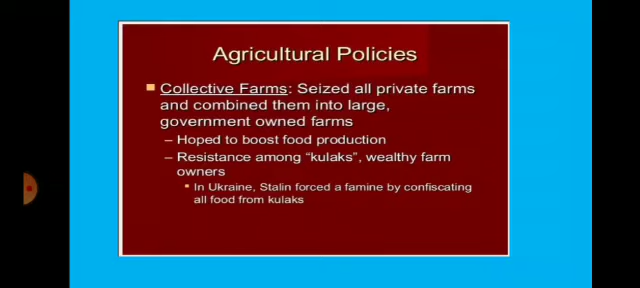 Agricultural Policies
Collective Farms: Seized all private farms
and combined them into large,
government owned farms
– Hoped to boost food production
– Resistance among "kulaks", wealthy farm
owners
In Ukraine, Stalin forced a famine by confiscating
all food from kulaks